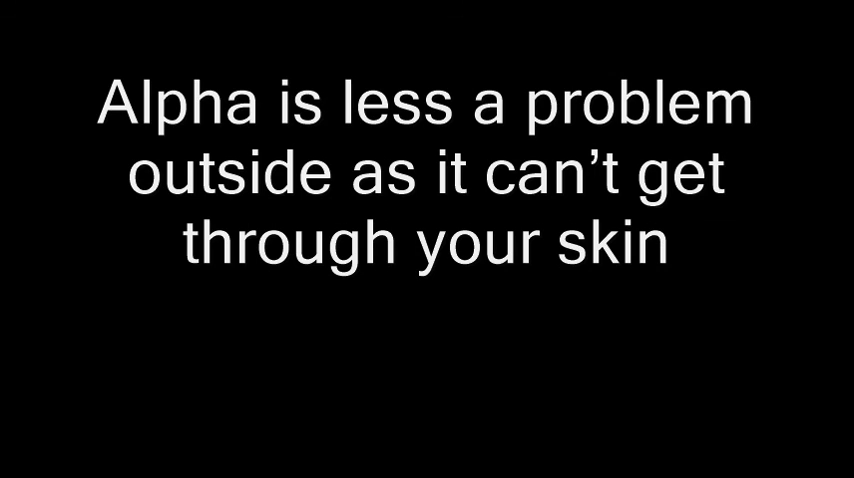 Alpha is less a problem
outside as it can’t get
through your skin